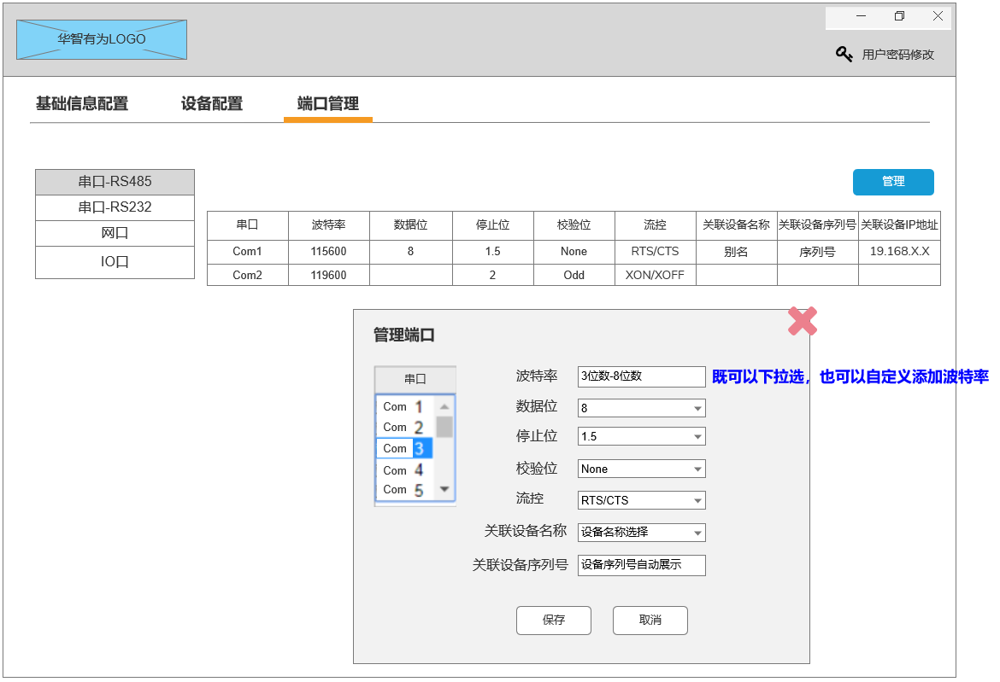 华智有为LOGO
用户密码修改
基础信息配置 设备配置 端口管理
串口-RS485
串口-RS232
网口
IO口
管理
串口 波特率 数据位 停止位 校验位 流控 关联设备名称 关联设备序列号 关联设备IP地址
Com1 115600 8 1.5 None RTS/CTS 别名 序列号 19.168.X.X
Com2 119600 2 Odd XON/XOFF
管理端口
串口
Com 1
Com 2
Com 3
Com 4
Com 5
波特率 3位数-8位数 既可以下拉选，也可以自定义添加波特率
数据位 8
停止位 1.5
校验位 None
流控 RTS/CTS
关联设备名称 设备名称选择
关联设备序列号 设备序列号自动展示
保存 取消